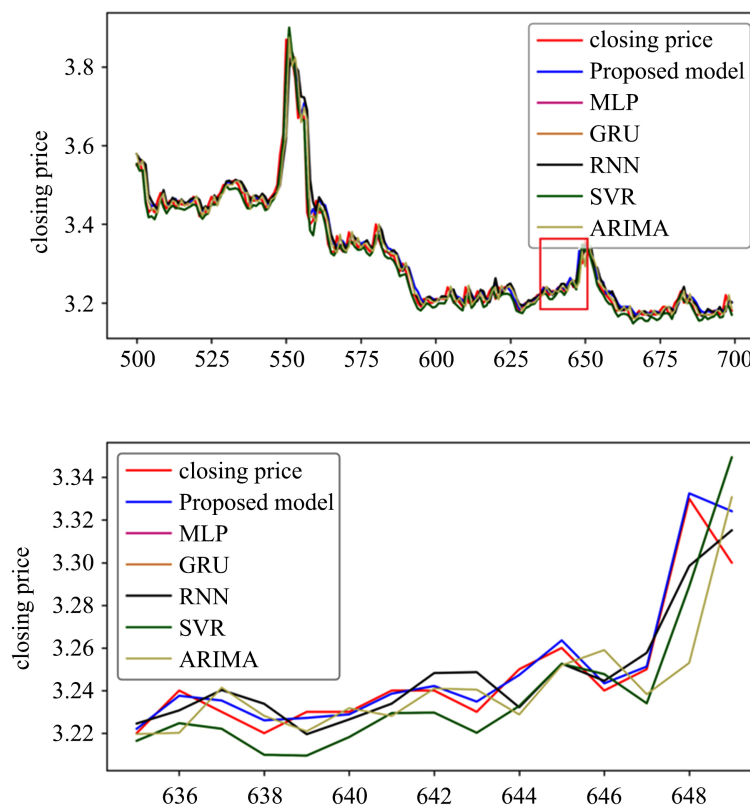 closing price
3.8
3.6
3.4
3.2
closing price
Proposed model
MLP
GRU
RNN
SVR
ARIMA
500 525 550 575 600 625 650 675 700
closing price
3.34
3.32
3.30
3.28
3.26
3.24
3.22
closing price
Proposed model
MLP
GRU
RNN
SVR
ARIMA
636 638 640 642 644 646 648